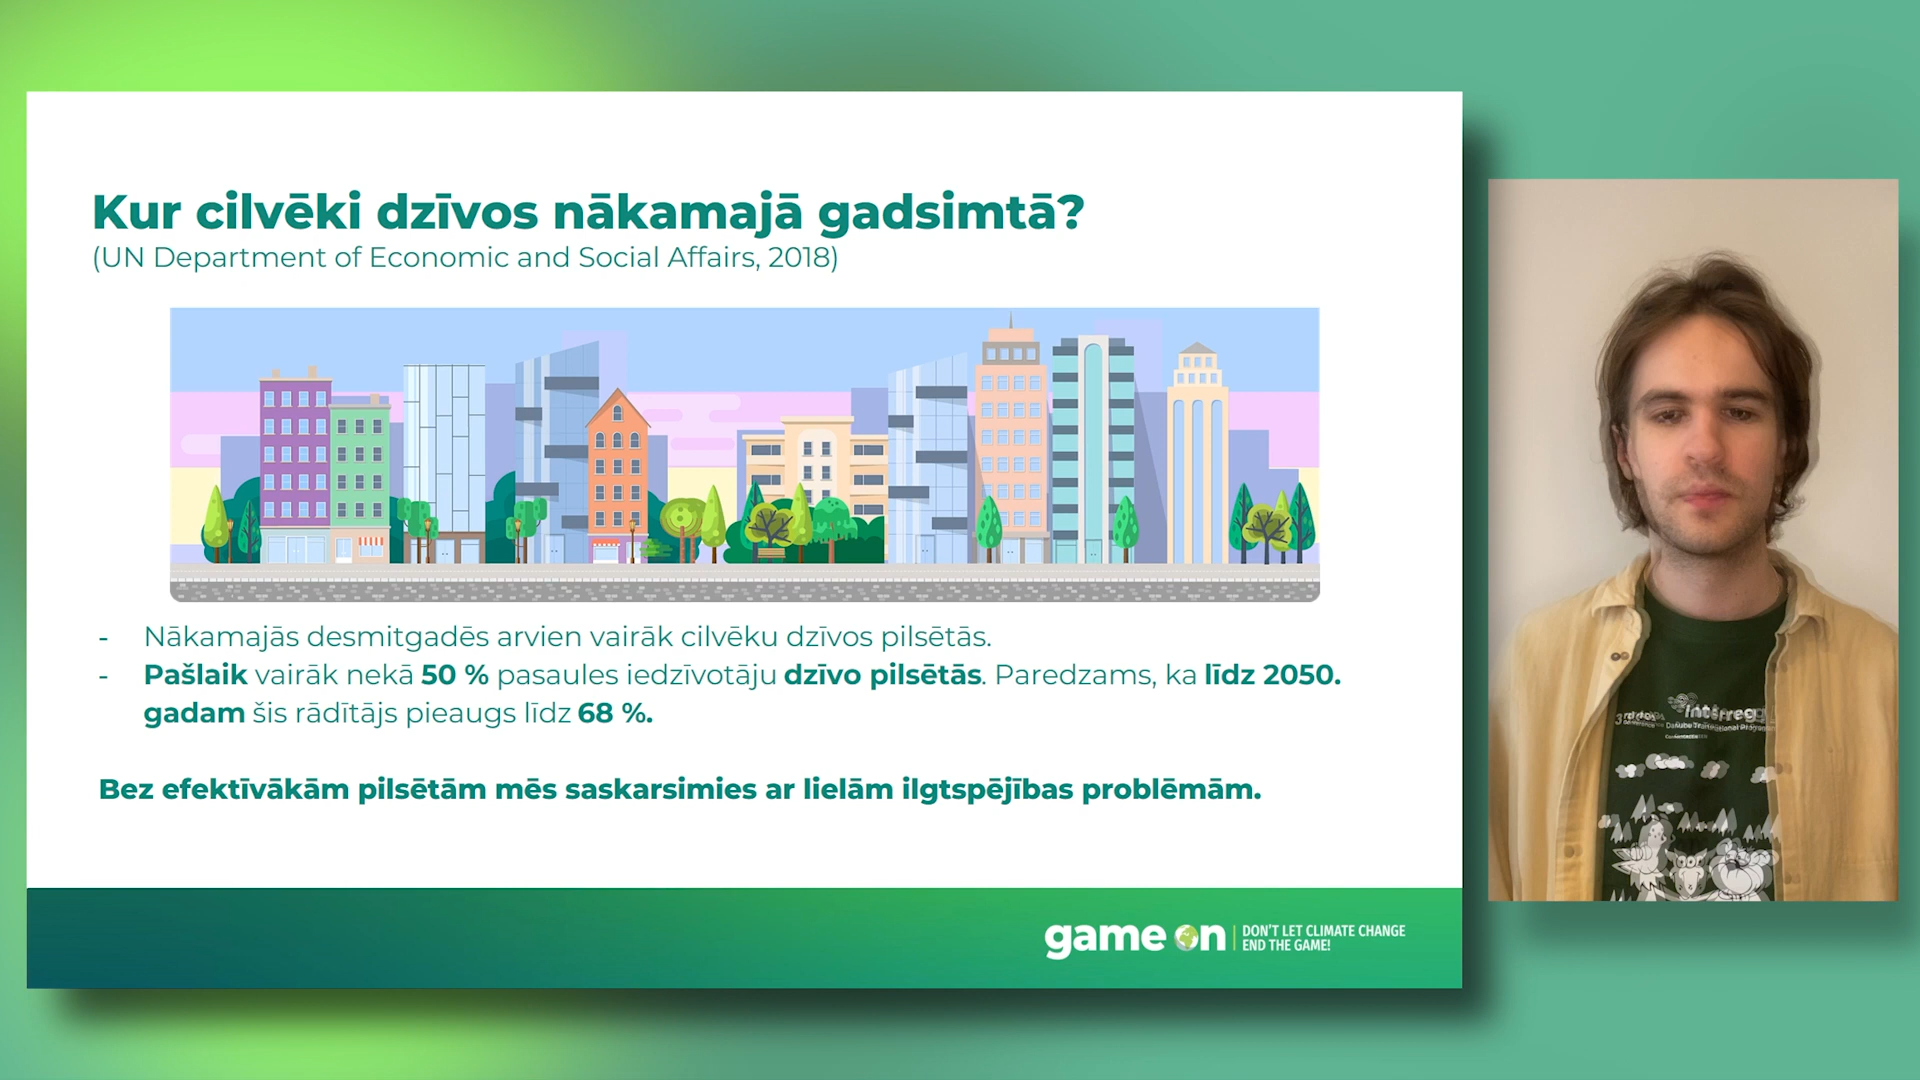 Kur cilvēki dzīvos nākamajā gadsimtā?
(UN Department of Economic and Social Affairs, 2018)
- Nākamajās desmitgadēs arvien vairāk cilvēku dzīvos pilsētās.
- Pašlaik vairāk nekā 50 % pasaules iedzīvotāju dzīvo pilsētās. Paredzams, ka līdz 2050.
gadam šis rādītājs pieaugs līdz 68 %.
Bez efektīvākām pilsētām mēs saskarsimies ar lielām ilgtspējības problēmām.
game on
DON'T LET CLIMATE CHANGE
END THE GAME!
Interreg
Danube Transnational